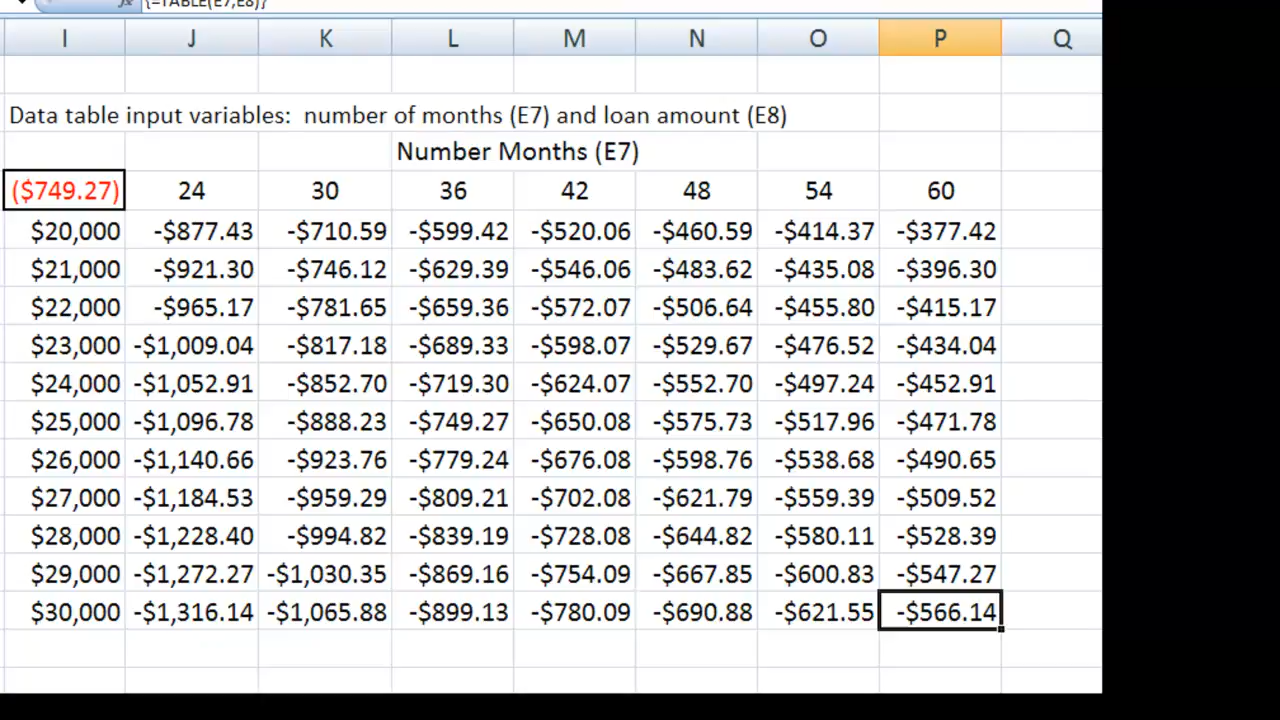 {=TABLE(E7,E8)}
I J K L M N O P Q
Data table input variables: number of months (E7) and loan amount (E8)
Number Months (E7)
($749.27) 24 30 36 42 48 54 60
$20,000 -$877.43 -$710.59 -$599.42 -$520.06 -$460.59 -$414.37 -$377.42
$21,000 -$921.30 -$746.12 -$629.39 -$546.06 -$483.62 -$435.08 -$396.30
$22,000 -$965.17 -$781.65 -$659.36 -$572.07 -$506.64 -$455.80 -$415.17
$23,000 -$1,009.04 -$817.18 -$689.33 -$598.07 -$529.67 -$476.52 -$434.04
$24,000 -$1,052.91 -$852.70 -$719.30 -$624.07 -$552.70 -$497.24 -$452.91
$25,000 -$1,096.78 -$888.23 -$749.27 -$650.08 -$575.73 -$517.96 -$471.78
$26,000 -$1,140.66 -$923.76 -$779.24 -$676.08 -$598.76 -$538.68 -$490.65
$27,000 -$1,184.53 -$959.29 -$809.21 -$702.08 -$621.79 -$559.39 -$509.52
$28,000 -$1,228.40 -$994.82 -$839.19 -$728.08 -$644.82 -$580.11 -$528.39
$29,000 -$1,272.27 -$1,030.35 -$869.16 -$754.09 -$667.85 -$600.83 -$547.27
$30,000 -$1,316.14 -$1,065.88 -$899.13 -$780.09 -$690.88 -$621.55 -$566.14